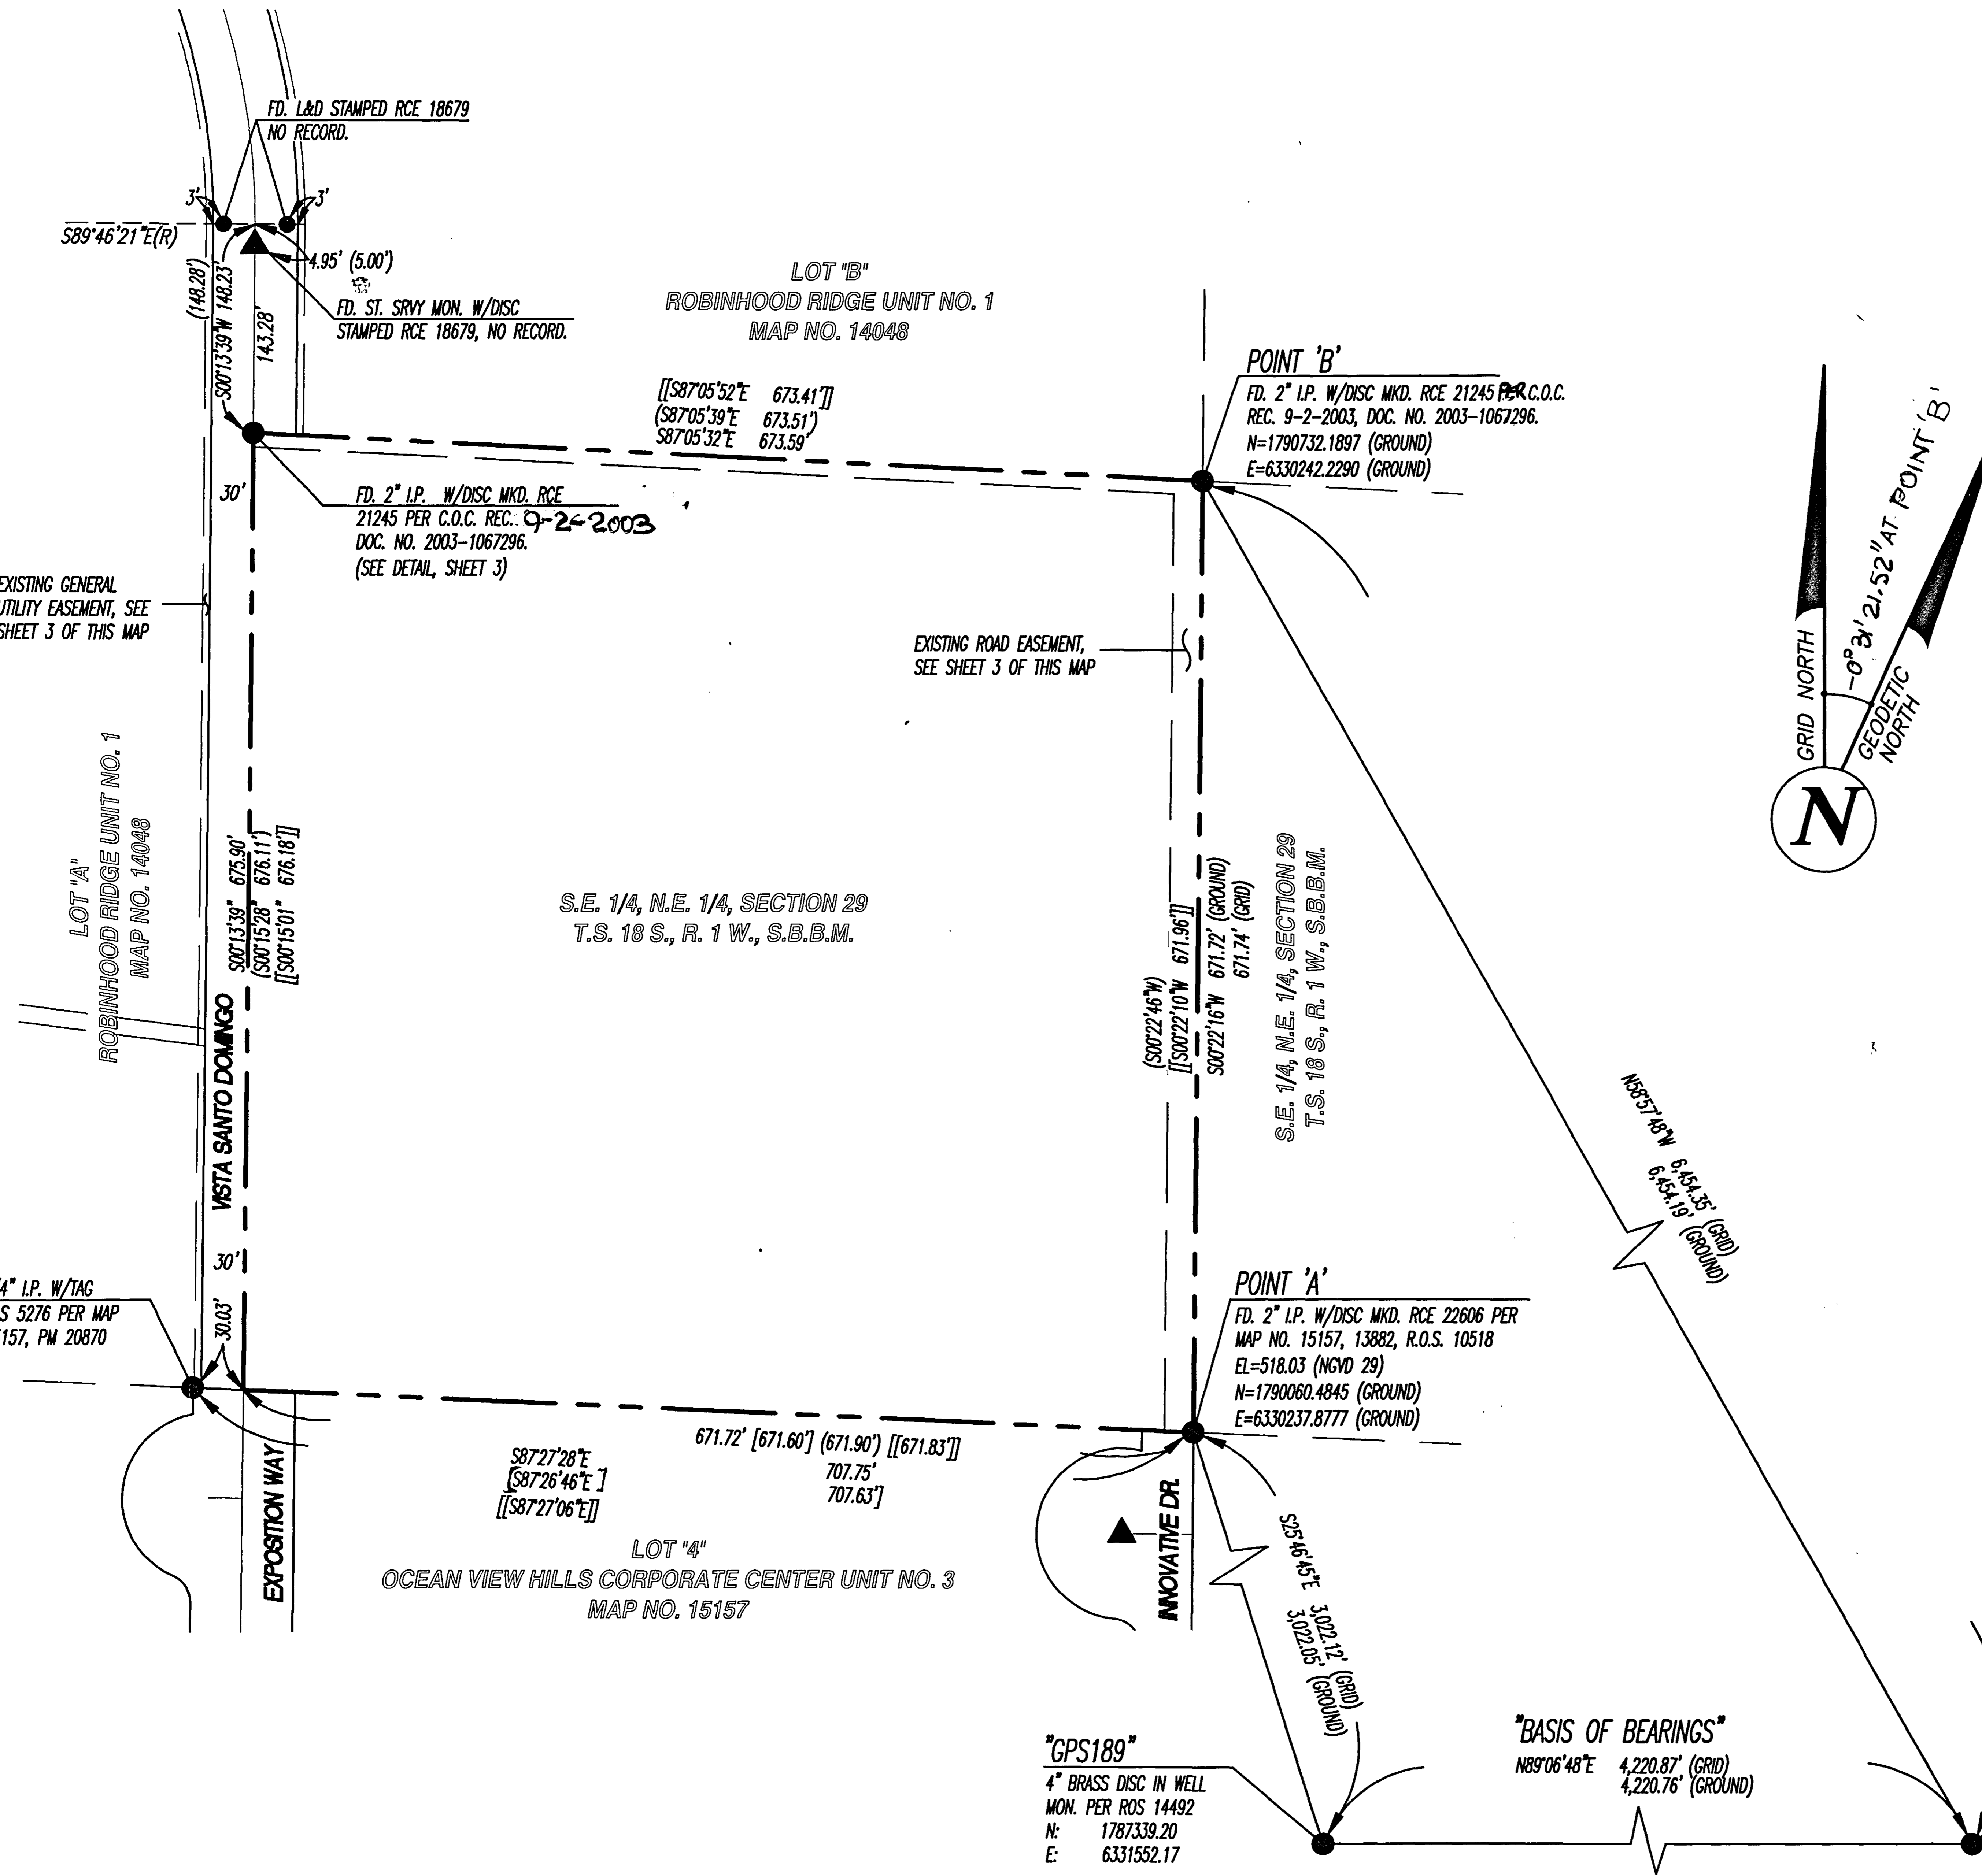 FD. L&D STAMPED RCE 18679
NO RECORD.
3'
3'
S89°46'21"E(R)
4.95' (5.00')
(148.28')
S00°13'39"W 148.23'
143.28'
FD. ST. SRVY MON. W/DISC
STAMPED RCE 18679, NO RECORD.
LOT "B"
ROBINHOOD RIDGE UNIT NO. 1
MAP NO. 14048
[[S87°05'52"E 673.41']]
(S87°05'39"E 673.51')
S87°05'32"E 673.59'
POINT 'B'
FD. 2" I.P. W/DISC MKD. RCE 21245 PER C.O.C.
REC. 9-2-2003, DOC. NO. 2003-1067296.
N=1790732.1897 (GROUND)
E=6330242.2290 (GROUND)
30'
FD. 2" I.P. W/DISC MKD. RCE
21245 PER C.O.C. REC. 9-2-2003
DOC. NO. 2003-1067296.
(SEE DETAIL, SHEET 3)
EXISTING GENERAL
UTILITY EASEMENT, SEE
SHEET 3 OF THIS MAP
EXISTING ROAD EASEMENT,
SEE SHEET 3 OF THIS MAP
GRID NORTH
-0° 31' 21.52" AT POINT 'B'
GEODETIC
NORTH
N
LOT "A"
ROBINHOOD RIDGE UNIT NO. 1
MAP NO. 14048
S00°13'39" 675.90'
(S00°15'28" 676.11')
[[S00°15'01" 676.18']]
VISTA SANTO DOMINGO
S.E. 1/4, N.E. 1/4, SECTION 29
T.S. 18 S., R. 1 W., S.B.B.M.
(S00°22'46"W)
[[S00°22'10"W 671.96']]
S00°22'16"W 671.72' (GROUND)
671.74' (GRID)
S.E. 1/4, N.E. 1/4, SECTION 29
T.S. 18 S., R. 1 W., S.B.B.M.
N58°57'48"W 6,454.35' (GRID)
6,454.19' (GROUND)
30'
4" I.P. W/TAG
S 5276 PER MAP
157, PM 20870
30.03'
POINT 'A'
FD. 2" I.P. W/DISC MKD. RCE 22606 PER
MAP NO. 15157, 13882, R.O.S. 10518
EL=518.03 (NGVD 29)
N=1790060.4845 (GROUND)
E=6330237.8777 (GROUND)
EXPOSITION WAY
S87°27'28"E
[S87°26'46"E ]
[[S87°27'06"E]]
671.72' [671.60'] (671.90') [[671.83']]
707.75'
707.63']
LOT "4"
OCEAN VIEW HILLS CORPORATE CENTER UNIT NO. 3
MAP NO. 15157
INNOVATIVE DR.
S25°46'45"E 3,022.12' (GRID)
3,022.05' (GROUND)
"GPS189"
4" BRASS DISC IN WELL
MON. PER ROS 14492
N: 1787339.20
E: 6331552.17
"BASIS OF BEARINGS"
N89°06'48"E 4,220.87' (GRID)
4,220.76' (GROUND)